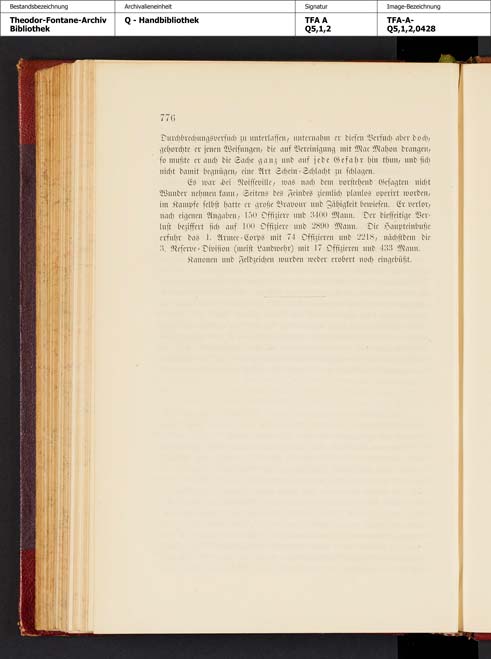 Bestandsbezeichnung
Archivalieneinheit
Signatur
Image-Bezeichnung
Theodor-Fontane-Archiv
Bibliothek
Q - Handbibliothek
TFA A
Q5,1,2
TFA-A-
Q5,1,2,0428
776
Durchbrechungsversuch zu unterlassen, unternahm er diesen Versuch aber doch,
gehorchte er jenen Weisungen, die auf Vereinigung mit Mac Mahon drangen,
so mußte er auch die Sache ganz und auf jede Gefahr hin thun, und sich
nicht damit begnügen, eine Art Schein-Schlacht zu schlagen.
Es war bei Noisseville, was nach dem vorstehend Gesagten nicht
Wunder nehmen kann, Seitens des Feindes ziemlich planlos operirt worden,
im Kampfe selbst hatte er große Bravour und Zähigkeit bewiesen. Er verlor,
nach eigenen Angaben, 150 Offiziere und 3400 Mann. Der diesseitige Ver-
lust beziffert sich auf 100 Offiziere und 2890 Mann. Die Haupteinbuße
erfuhr das 1. Armee-Corps mit 74 Offizieren und 2218, nächstdem die
3. Reserve-Division (meist Landwehr) mit 17 Offizieren und 433 Mann.
Kanonen und Feldzeichen wurden weder erobert noch eingebüßt.